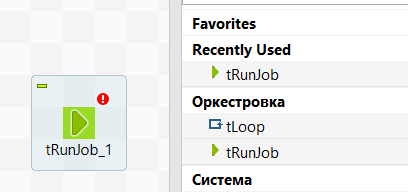 Favorites
Recently Used
tRunJob
Оркестровка
tLoop
tRunJob
Система
tRunJob_1